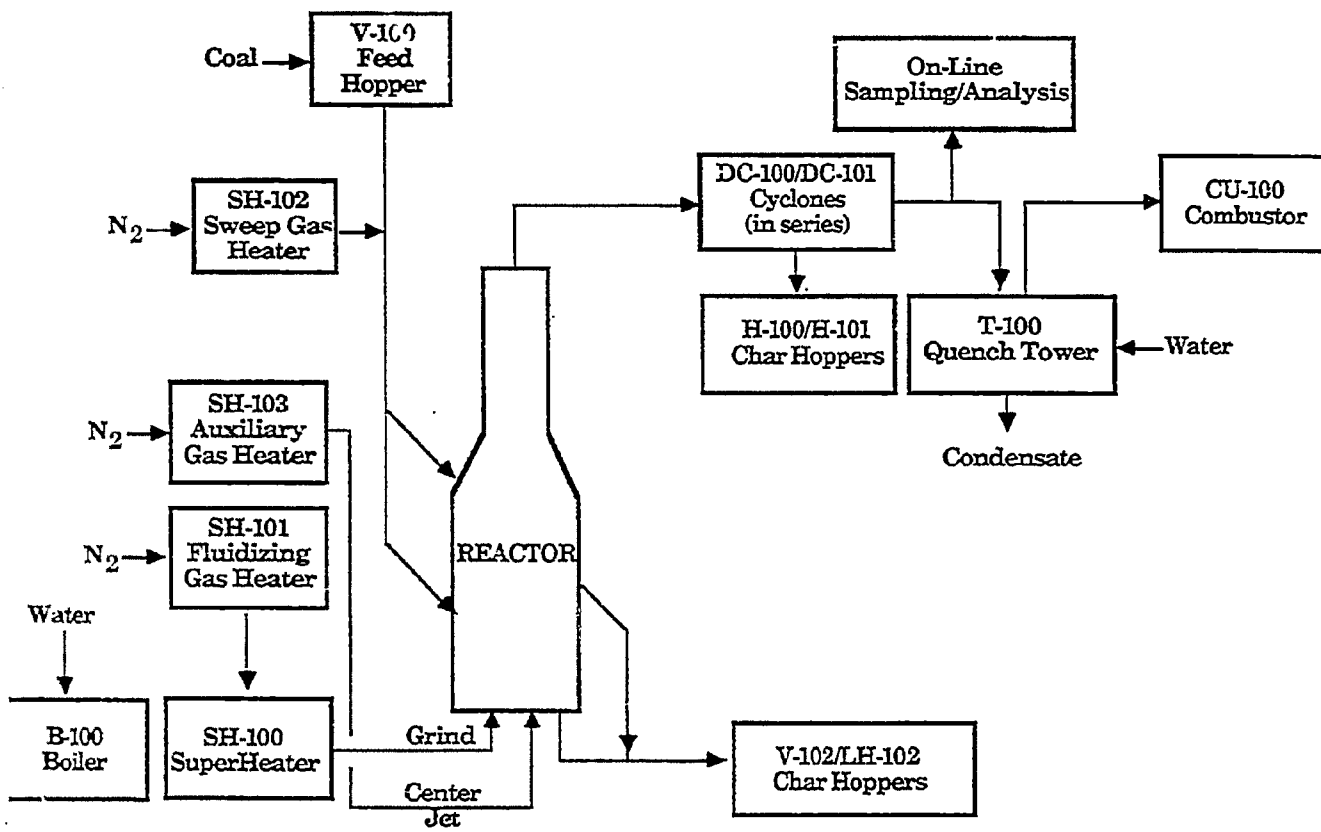 V-100
Feed
Hopper
Coal
On-Line
Sampling/Analysis
DC-100/DC-101
Cyclones
(in series)
CU-100
Combustor
SH-102
Sweep Gas
Heater
N2
H-100/H-101
Char Hoppers
T-100
Quench Tower
Water
Condensate
SH-103
Auxiliary
Gas Heater
N2
SH-101
Fluidizing
Gas Heater
N2
REACTOR
Water
B-100
Boiler
SH-100
SuperHeater
Grind
Center
Jet
V-102/LH-102
Char Hoppers